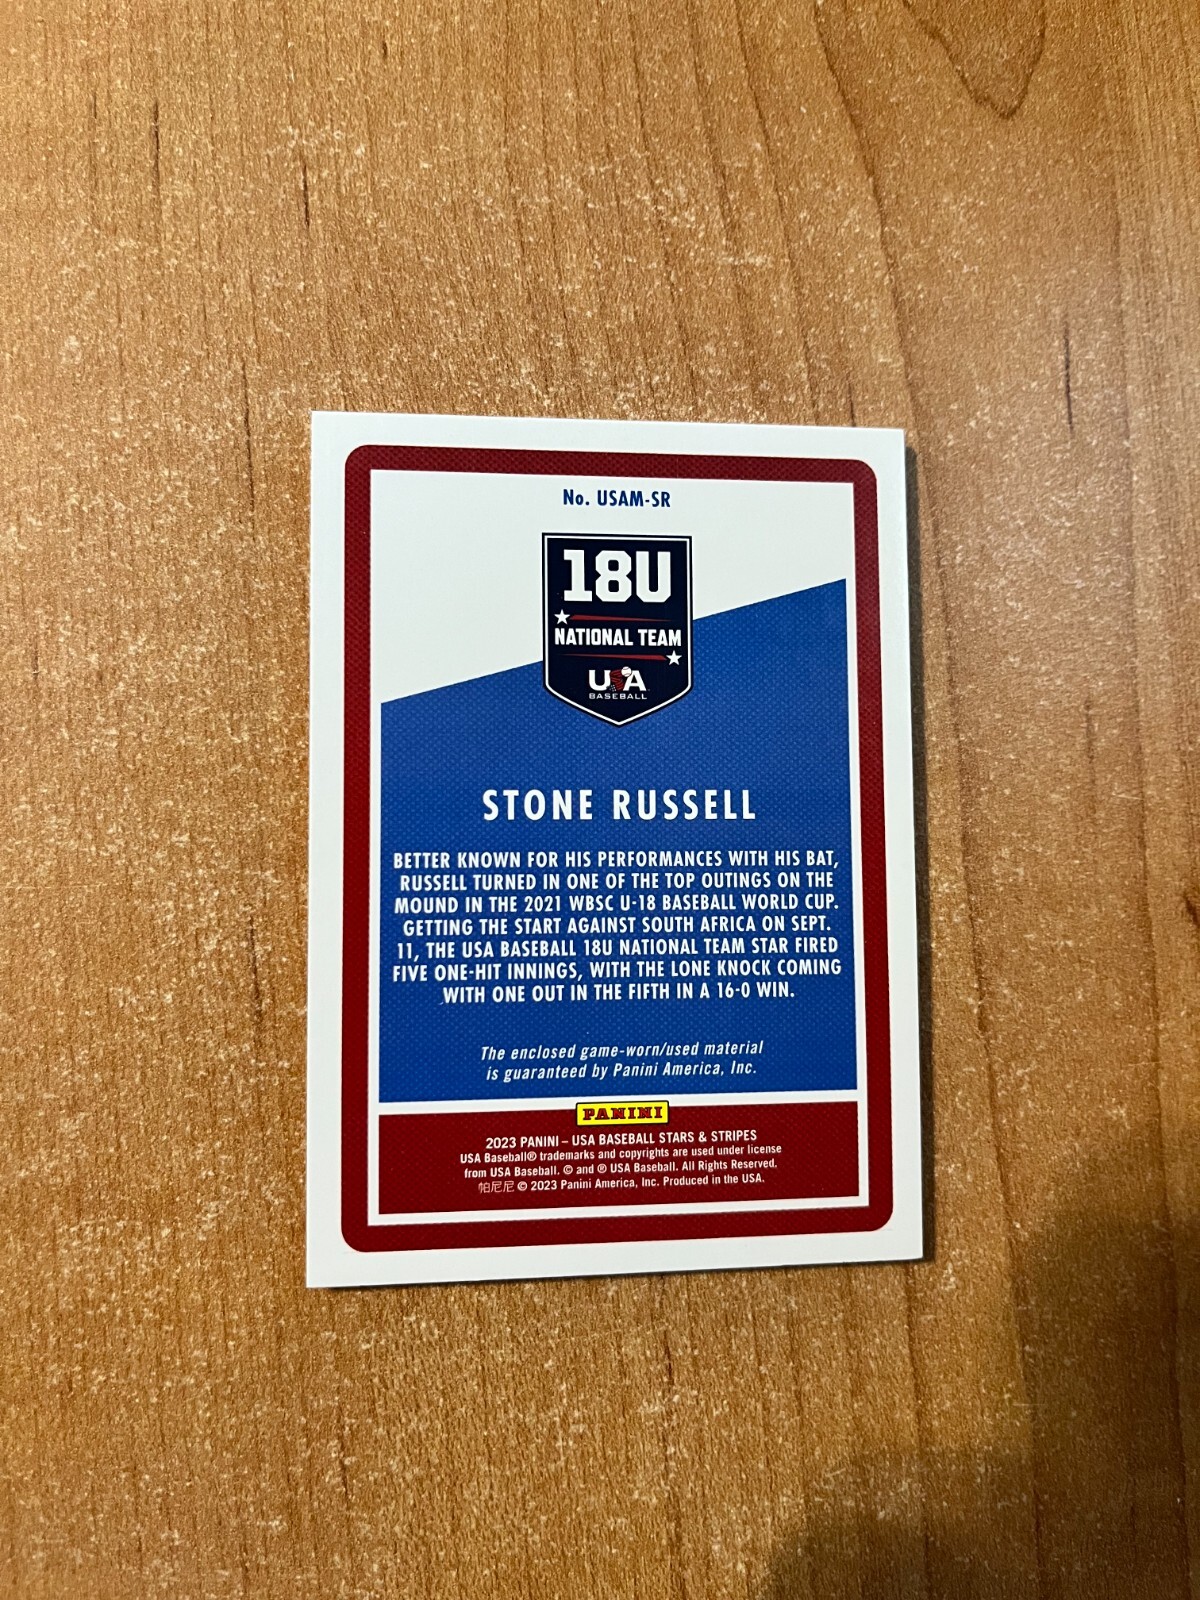 No. USAM-SR
18U
NATIONAL TEAM
USA
BASEBALL
STONE RUSSELL
BETTER KNOWN FOR HIS PERFORMANCES WITH HIS BAT,
RUSSELL TURNED IN ONE OF THE TOP OUTINGS ON THE
MOUND IN THE 2021 WBSC U-18 BASEBALL WORLD CUP.
GETTING THE START AGAINST SOUTH AFRICA ON SEPT.
11, THE USA BASEBALL 18U NATIONAL TEAM STAR FIRED
FIVE ONE-HIT INNINGS, WITH THE LONE KNOCK COMING
WITH ONE OUT IN THE FIFTH IN A 16-0 WIN.
The enclosed game-worn/used material
is guaranteed by Panini America, Inc.
PANINI
2023 PANINI – USA BASEBALL STARS & STRIPES
USA Baseball® trademarks and copyrights are used under license
from USA Baseball. © and ® USA Baseball. All Rights Reserved.
帕尼尼 © 2023 Panini America, Inc. Produced in the USA.